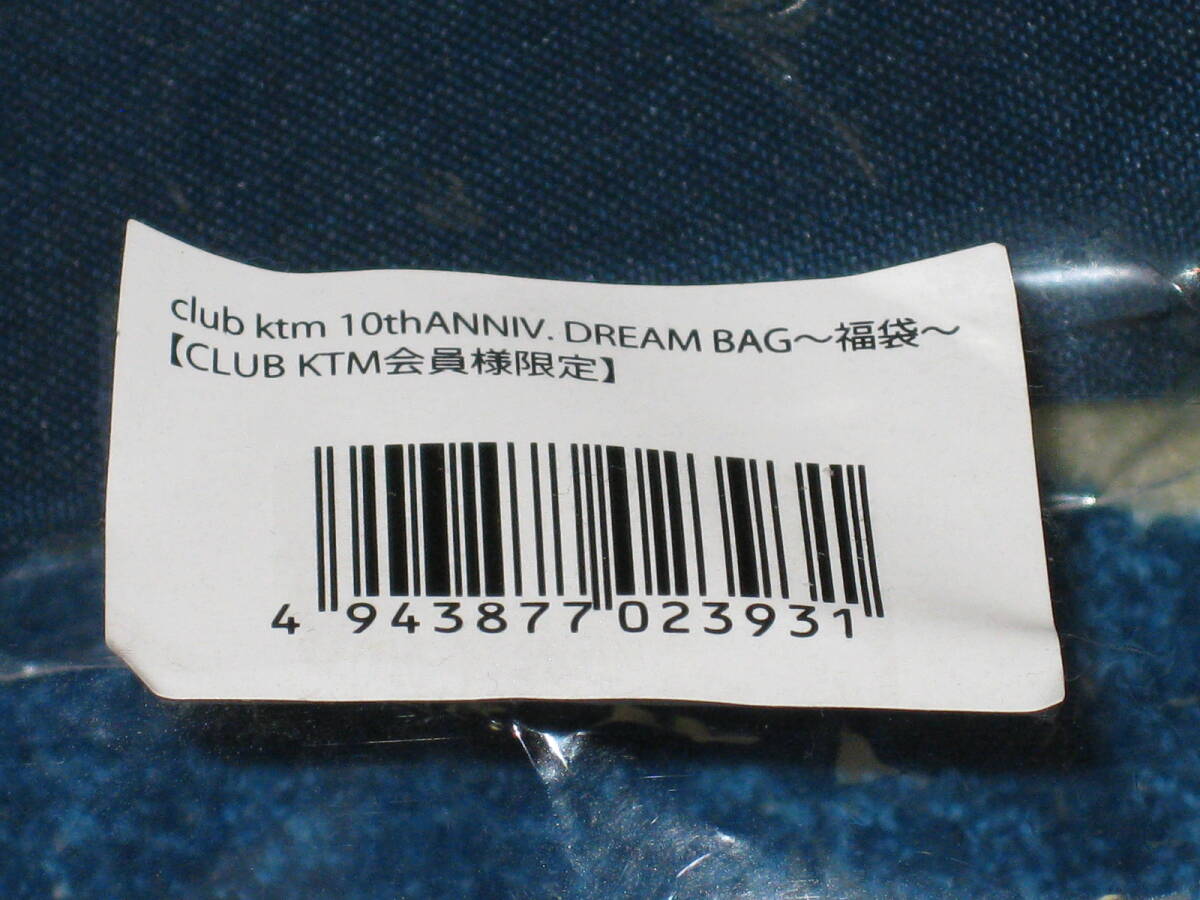 club ktm 10thANNIV. DREAM BAG～福袋～
【CLUB KTM会員様限定】
4 943877 023931